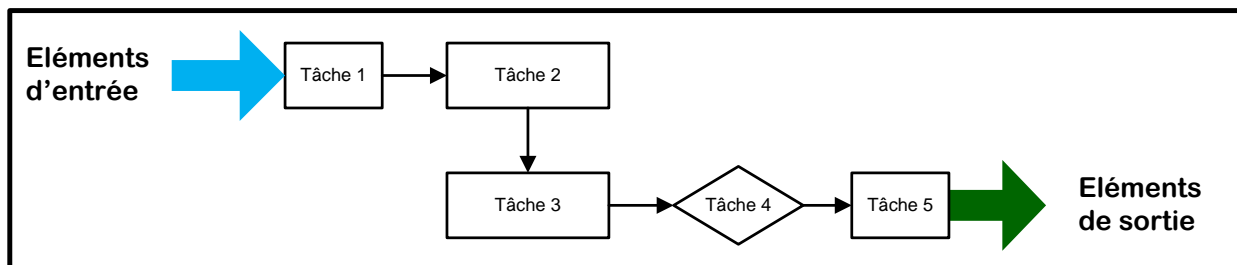 Eléments
d'entrée
Tâche 1
Tâche 2
Tâche 3
Tâche 4
Tâche 5
Eléments
de sortie